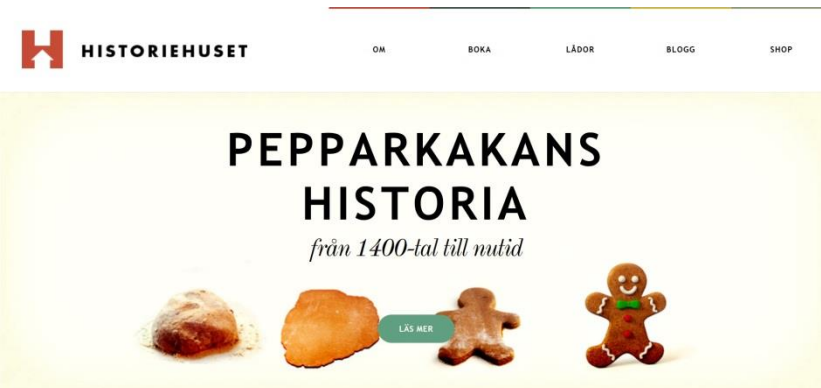 HISTORIEHUSET
OM BOKA LÅDOR BLOGG SHOP
PEPPARKAKANS
HISTORIA
från 1400-tal till nutid
LÄS MER